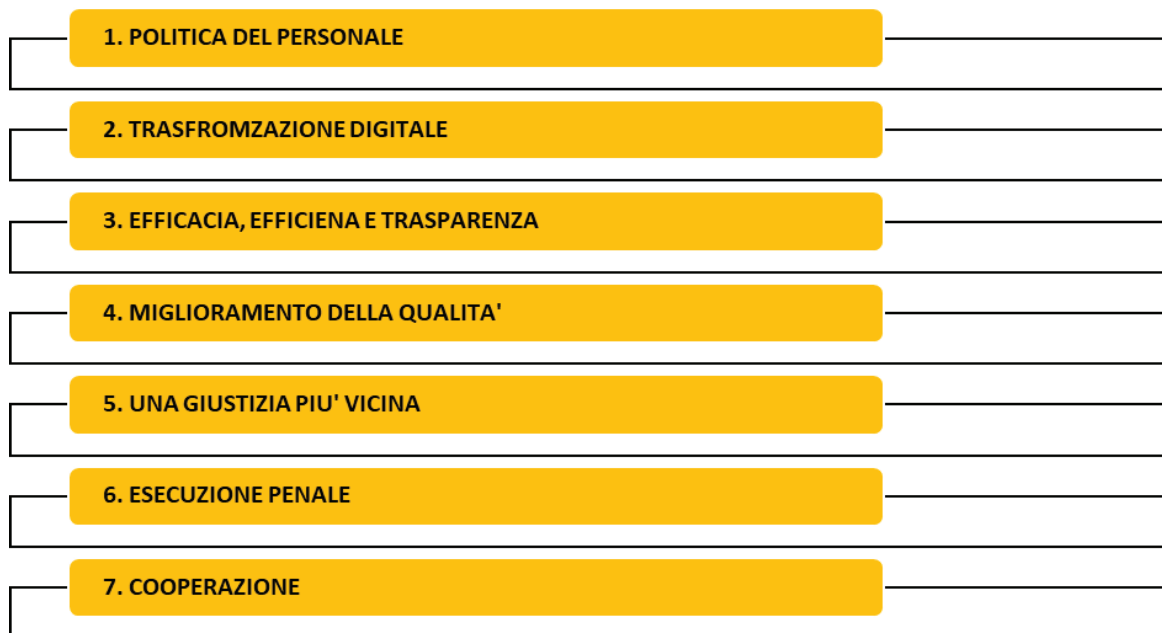 1. POLITICA DEL PERSONALE
2. TRASFROMZAZIONE DIGITALE
3. EFFICACIA, EFFICIENA E TRASPARENZA
4. MIGLIORAMENTO DELLA QUALITA'
5. UNA GIUSTIZIA PIU' VICINA
6. ESECUZIONE PENALE
7. COOPERAZIONE